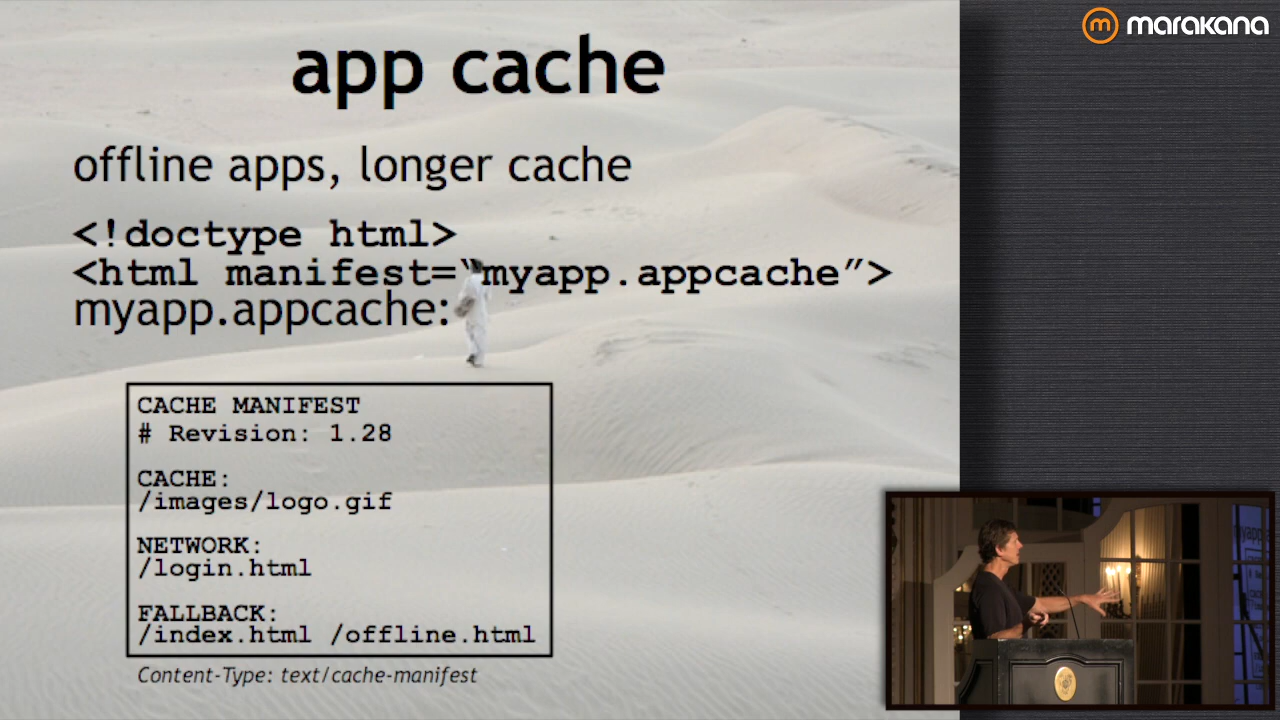 marakana
app cache
offline apps, longer cache
<!doctype html>
<html manifest=“myapp.appcache”>
myapp.appcache:
CACHE MANIFEST
# Revision: 1.28
CACHE:
/images/logo.gif
NETWORK:
/login.html
FALLBACK:
/index.html /offline.html
Content-Type: text/cache-manifest